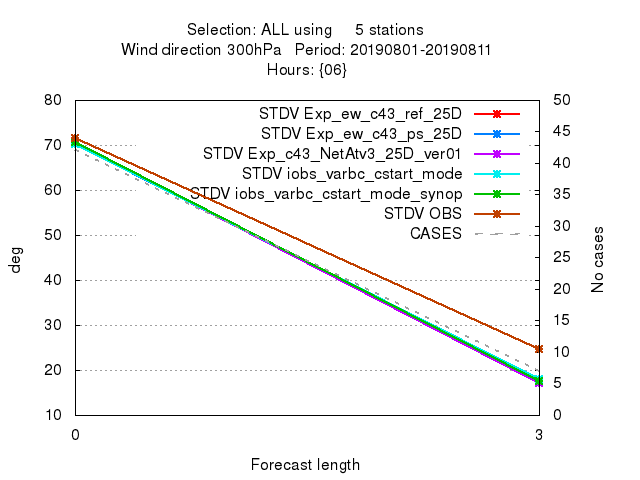 Selection: ALL using 5 stations
Wind direction 300hPa Period: 20190801-20190811
Hours: {06}
80
70
60
50
40
30
20
10
deg
50
45
40
35
30
25
20
15
10
5
0
No cases
STDV Exp_ew_c43_ref_25D
STDV Exp_ew_c43_ps_25D
STDV Exp_c43_NetAtv3_25D_ver01
STDV iobs_varbc_cstart_mode
STDV iobs_varbc_cstart_mode_synop
STDV OBS
CASES
0 3
Forecast length